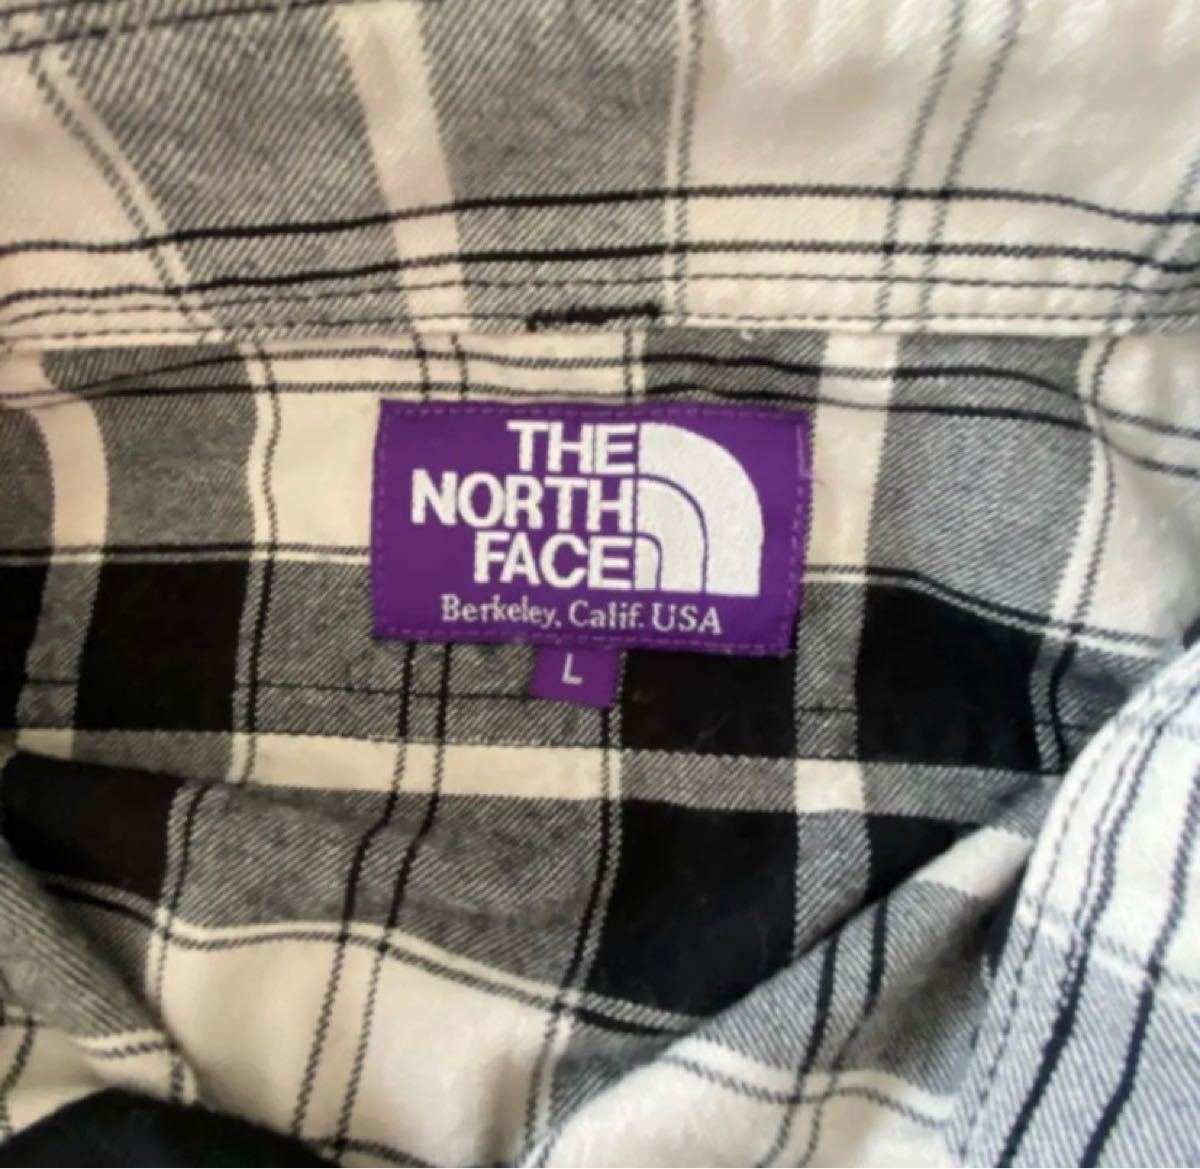 THE
NORTH
FACE
Berkeley, Calif. USA
L